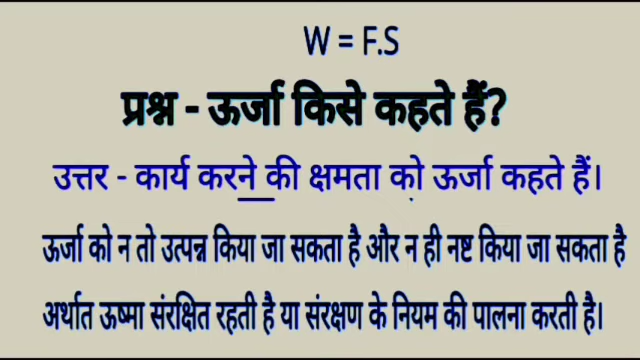 W = F.S
प्रश्न - ऊर्जा किसे कहते हैं?
उत्तर - कार्य करने की क्षमता को ऊर्जा कहते हैं।
ऊर्जा को न तो उत्पन्न किया जा सकता है और न ही नष्ट किया जा सकता है
अर्थात ऊष्मा संरक्षित रहती है या संरक्षण के नियम की पालना करती है।